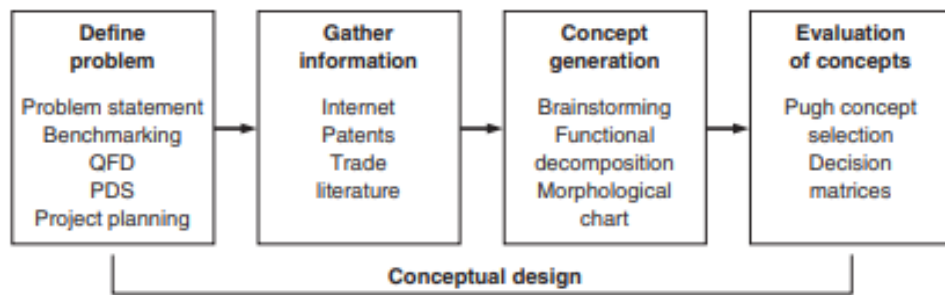 Define
problem
Problem statement
Benchmarking
QFD
PDS
Project planning
Gather
information
Internet
Patents
Trade
literature
Concept
generation
Brainstorming
Functional
decomposition
Morphological
chart
Evaluation
of concepts
Pugh concept
selection
Decision
matrices
Conceptual design